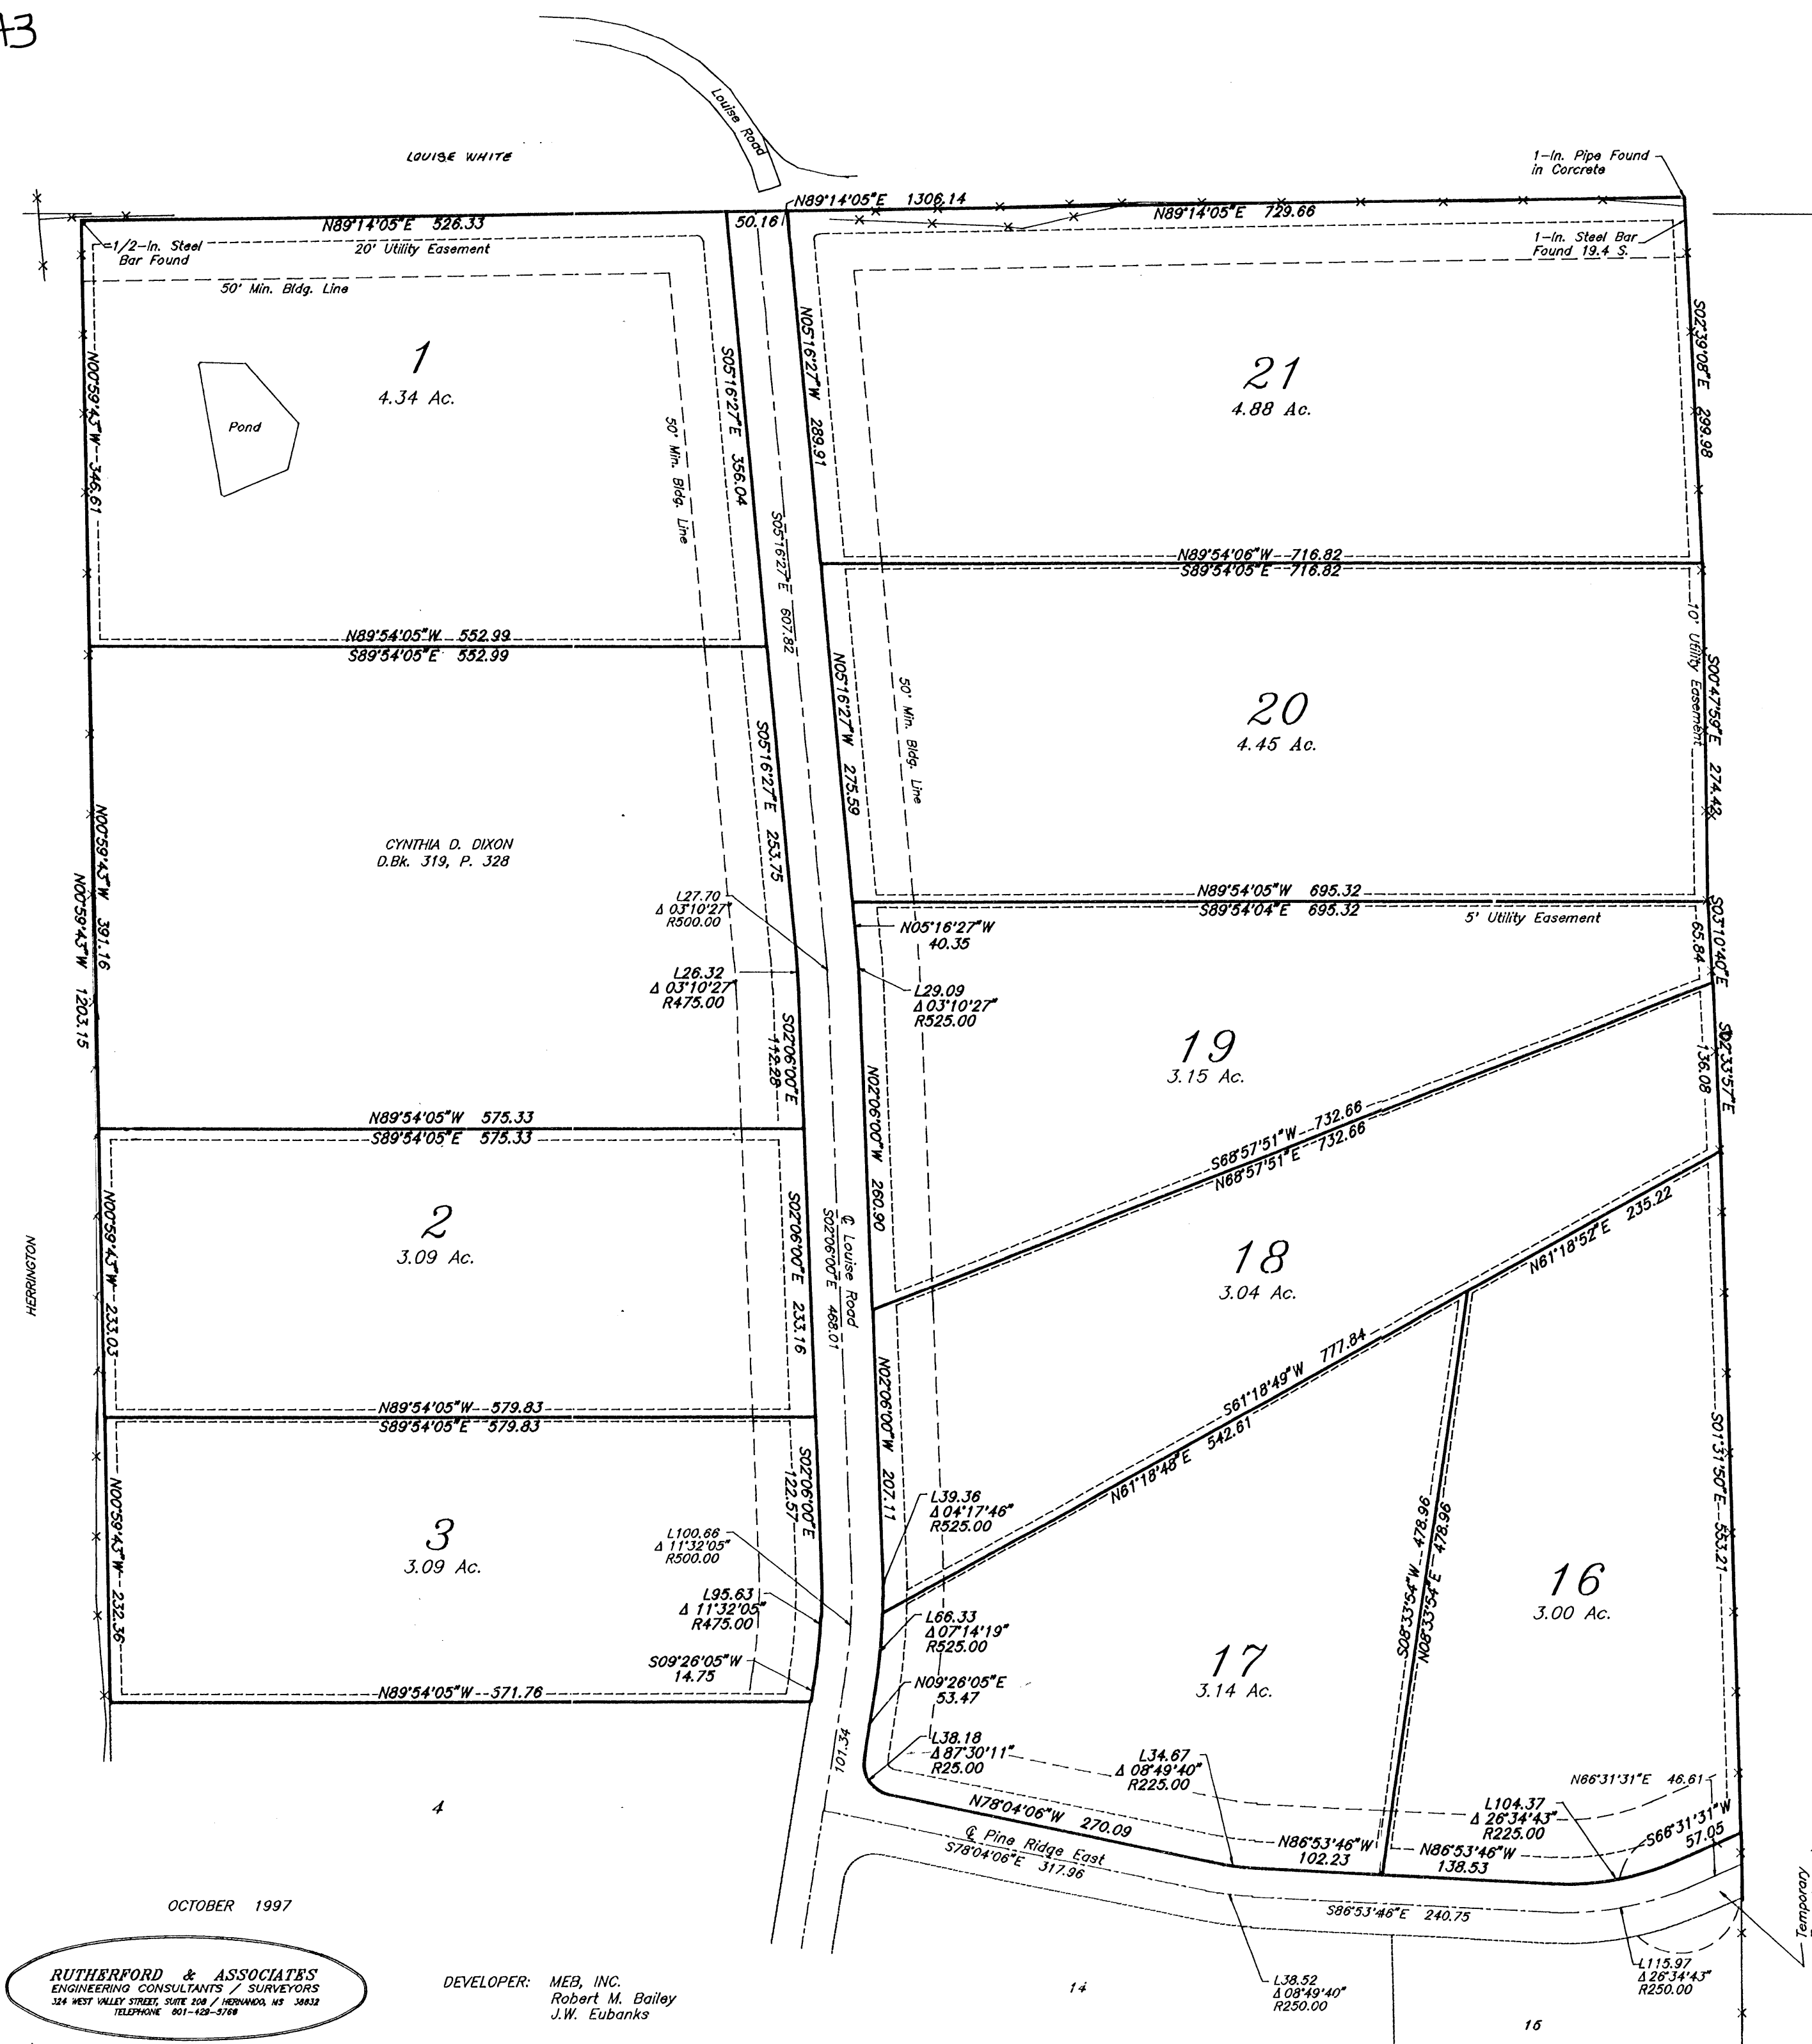 A3
Louise Road
LOUISE WHITE
1-In. Pipe Found
in Corcrete
N89°14'05"E 1306.14
N89°14'05"E 526.33
50.16
N89°14'05"E 729.66
1/2-In. Steel
Bar Found
20' Utility Easement
50' Min. Bldg. Line
1-In. Steel Bar
Found 19.4 S.
1
4.34 Ac.
Pond
N00°59'43"W 346.61
S05°16'27"E 356.04
50' Min. Bldg. Line
S05°16'27"E 607.82
N05°16'27"W 289.91
21
4.88 Ac.
S02°39'08"E 299.98
N89°54'06"W 716.82
S89°54'05"E 716.82
N89°54'05"W 552.99
S89°54'05"E 552.99
10' Utility Easement
S00°47'59"E 274.42
N05°16'27"W 275.59
50' Min. Bldg. Line
20
4.45 Ac.
S05°16'27"E 253.75
CYNTHIA D. DIXON
D.Bk. 319, P. 328
N00°59'43"W 391.16
N00°59'43"W 1203.15
L27.70
Δ 03°10'27"
R500.00
N89°54'05"W 695.32
S89°54'04"E 695.32
5' Utility Easement
N05°16'27"W
40.35
S03°10'40"E
65.84
L26.32
Δ 03°10'27"
R475.00
L29.09
Δ 03°10'27"
R525.00
S02°06'00"E
112.28
19
3.15 Ac.
S02°33'57"E
136.08
N02°06'00"W 260.90
S68°57'51"W 732.66
N68°57'51"E 732.66
N89°54'05"W 575.33
S89°54'05"E 575.33
2
3.09 Ac.
N00°59'43"W 233.03
S02°06'00"E 233.16
℄ Louise Road
S02°06'00"E 468.01
HERRINGTON
18
3.04 Ac.
N61°18'52"E 235.22
S61°18'49"W 777.84
N61°18'48"E 542.61
N02°06'00"W 207.11
N89°54'05"W 579.83
S89°54'05"E 579.83
3
3.09 Ac.
N00°59'43"W 232.36
S02°06'00"E
122.57
L39.36
Δ 04°17'46"
R525.00
L100.66
Δ 11°32'05"
R500.00
L95.63
Δ 11°32'05"
R475.00
L66.33
Δ 07°14'19"
R525.00
S09°26'05"W
14.75
N09°26'05"E
53.47
N89°54'05"W 571.76
S08°33'54"W 478.96
N08°33'54"E 478.96
S01°31'50"E 553.21
16
3.00 Ac.
17
3.14 Ac.
L38.18
Δ 87°30'11"
R25.00
101.34
L34.67
Δ 08°49'40"
R225.00
N66°31'31"E 46.61
L104.37
Δ 26°34'43"
R225.00
S66°31'31"W
57.05
N78°04'06"W 270.09
℄ Pine Ridge East
S78°04'06"E 317.96
N86°53'46"W
102.23
N86°53'46"W
138.53
S86°53'46"E 240.75
4
L38.52
Δ 08°49'40"
R250.00
L115.97
Δ 26°34'43"
R250.00
Temporary
14
15
OCTOBER 1997
RUTHERFORD & ASSOCIATES
ENGINEERING CONSULTANTS / SURVEYORS
324 WEST VALLEY STREET, SUITE 208 / HERNANDO, MS 38632
TELEPHONE 601-429-5768
DEVELOPER: MEB, INC.
Robert M. Bailey
J.W. Eubanks